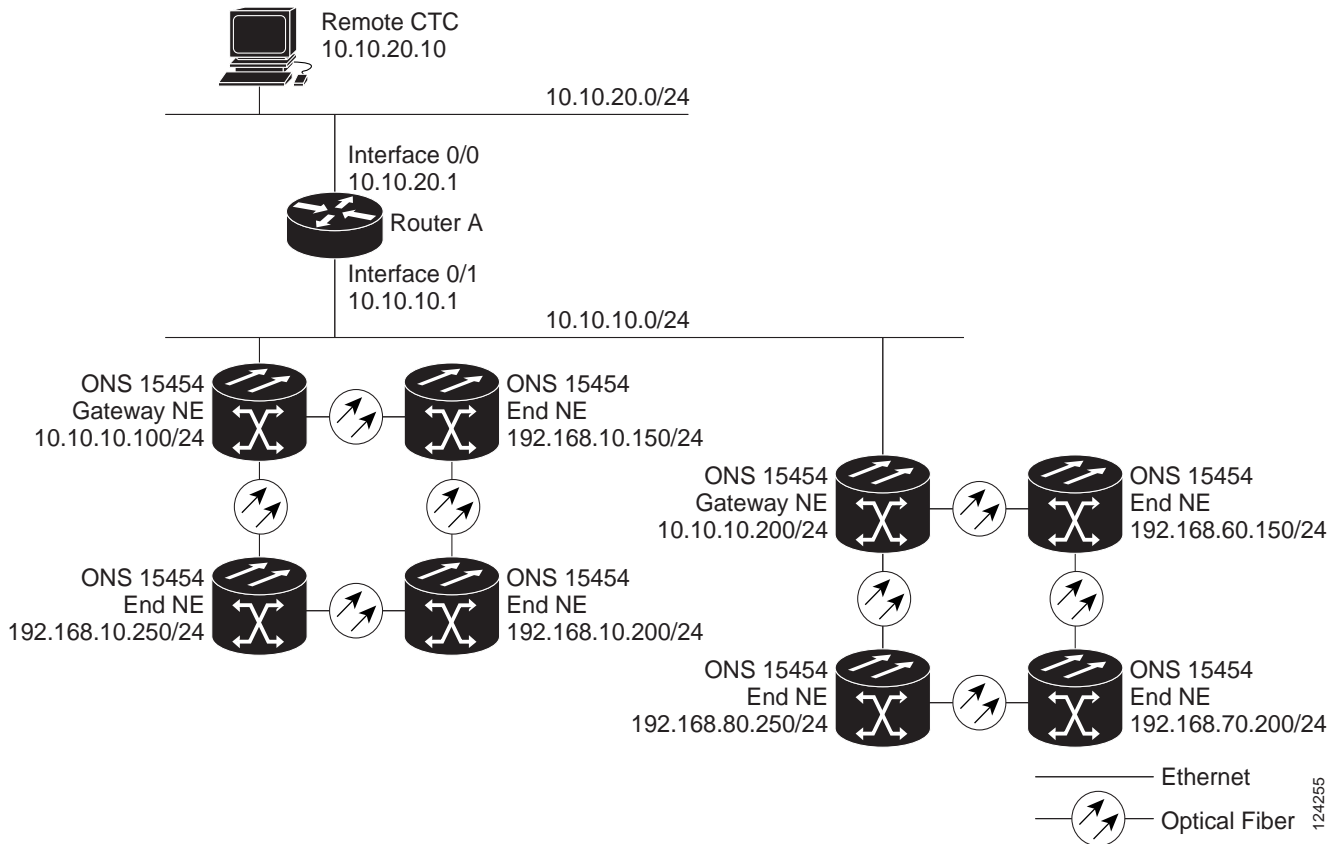 Remote CTC
10.10.20.10
10.10.20.0/24
Interface 0/0
10.10.20.1
Router A
Interface 0/1
10.10.10.1
10.10.10.0/24
ONS 15454
Gateway NE
10.10.10.100/24
ONS 15454
End NE
192.168.10.150/24
ONS 15454
Gateway NE
10.10.10.200/24
ONS 15454
End NE
192.168.60.150/24
ONS 15454
End NE
192.168.10.250/24
ONS 15454
End NE
192.168.10.200/24
ONS 15454
End NE
192.168.80.250/24
ONS 15454
End NE
192.168.70.200/24
Ethernet
Optical Fiber
124255